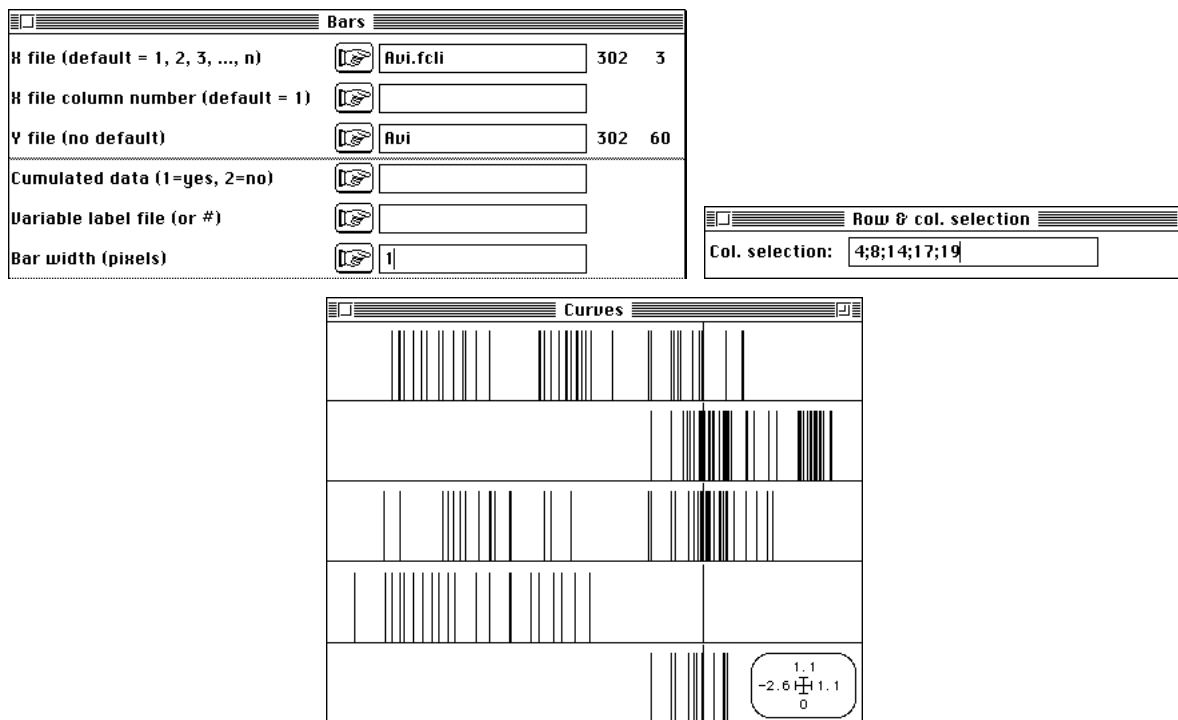 Bars
X file (default = 1, 2, 3, ..., n) Avi.fcli 302 3
X file column number (default = 1)
Y file (no default) Avi 302 60
Cumulated data (1=yes, 2=no)
Variable label file (or #)
Bar width (pixels) 1
Row & col. selection
Col. selection: 4;8;14;17;19
Curves
1.1
-2.6 1.1
0